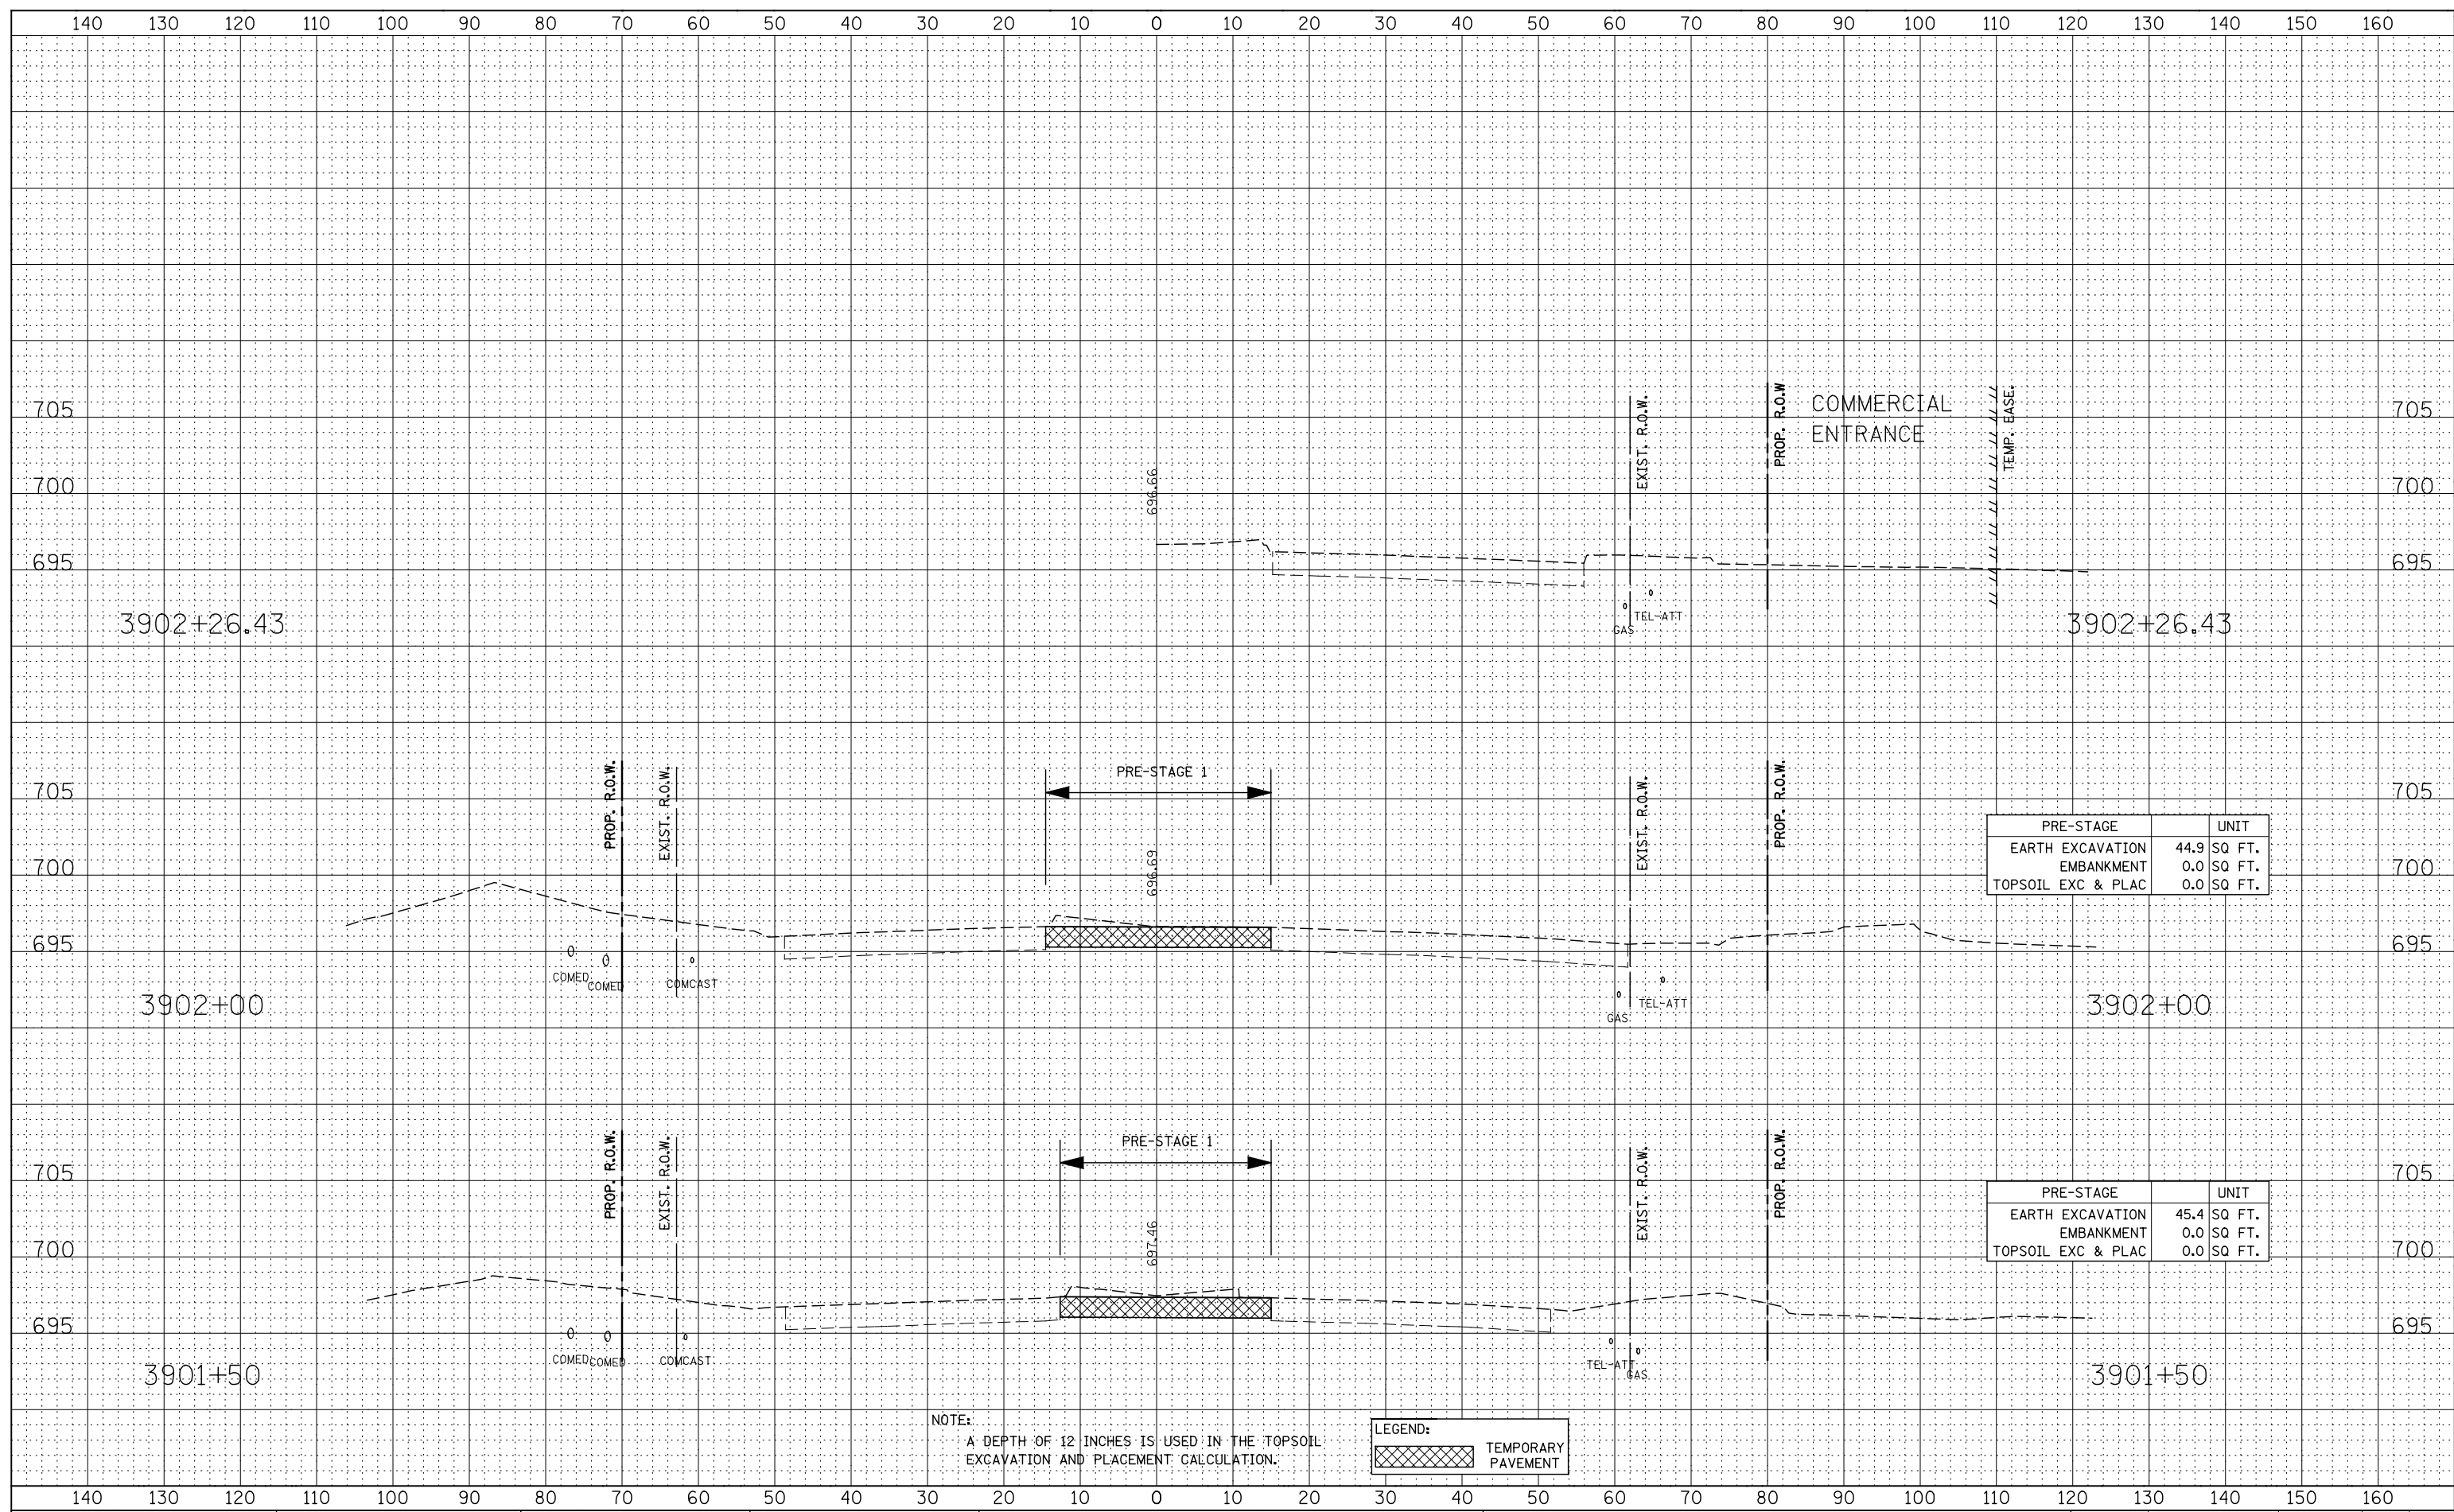 140 130 120 110 100 90 80 70 60 50 40 30 20 10 0 10 20 30 40 50 60 70 80 90 100 110 120 130 140 150 160
705 705
700 700
695 695
696.66
EXIST. R.O.W.
PROP. R.O.W
COMMERCIAL
ENTRANCE
TEMP. EASE.
TEL-ATT
GAS
3902+26.43 3902+26.43
705 705
700 700
695 695
PROP. R.O.W.
EXIST. R.O.W.
PRE-STAGE 1
696.69
EXIST. R.O.W.
PROP. R.O.W.
PRE-STAGE UNIT
EARTH EXCAVATION 44.9 SQ FT.
EMBANKMENT 0.0 SQ FT.
TOPSOIL EXC & PLAC 0.0 SQ FT.
COMED
COMED
COMCAST
TEL-ATT
GAS
3902+00 3902+00
705 705
700 700
695 695
PROP. R.O.W.
EXIST. R.O.W.
PRE-STAGE 1
697.46
EXIST. R.O.W.
PROP. R.O.W.
PRE-STAGE UNIT
EARTH EXCAVATION 45.4 SQ FT.
EMBANKMENT 0.0 SQ FT.
TOPSOIL EXC & PLAC 0.0 SQ FT.
COMED
COMED
COMCAST
TEL-ATT
GAS
3901+50 3901+50
NOTE:
A DEPTH OF 12 INCHES IS USED IN THE TOPSOIL
EXCAVATION AND PLACEMENT CALCULATION.
LEGEND:
TEMPORARY
PAVEMENT
140 130 120 110 100 90 80 70 60 50 40 30 20 10 0 10 20 30 40 50 60 70 80 90 100 110 120 130 140 150 160